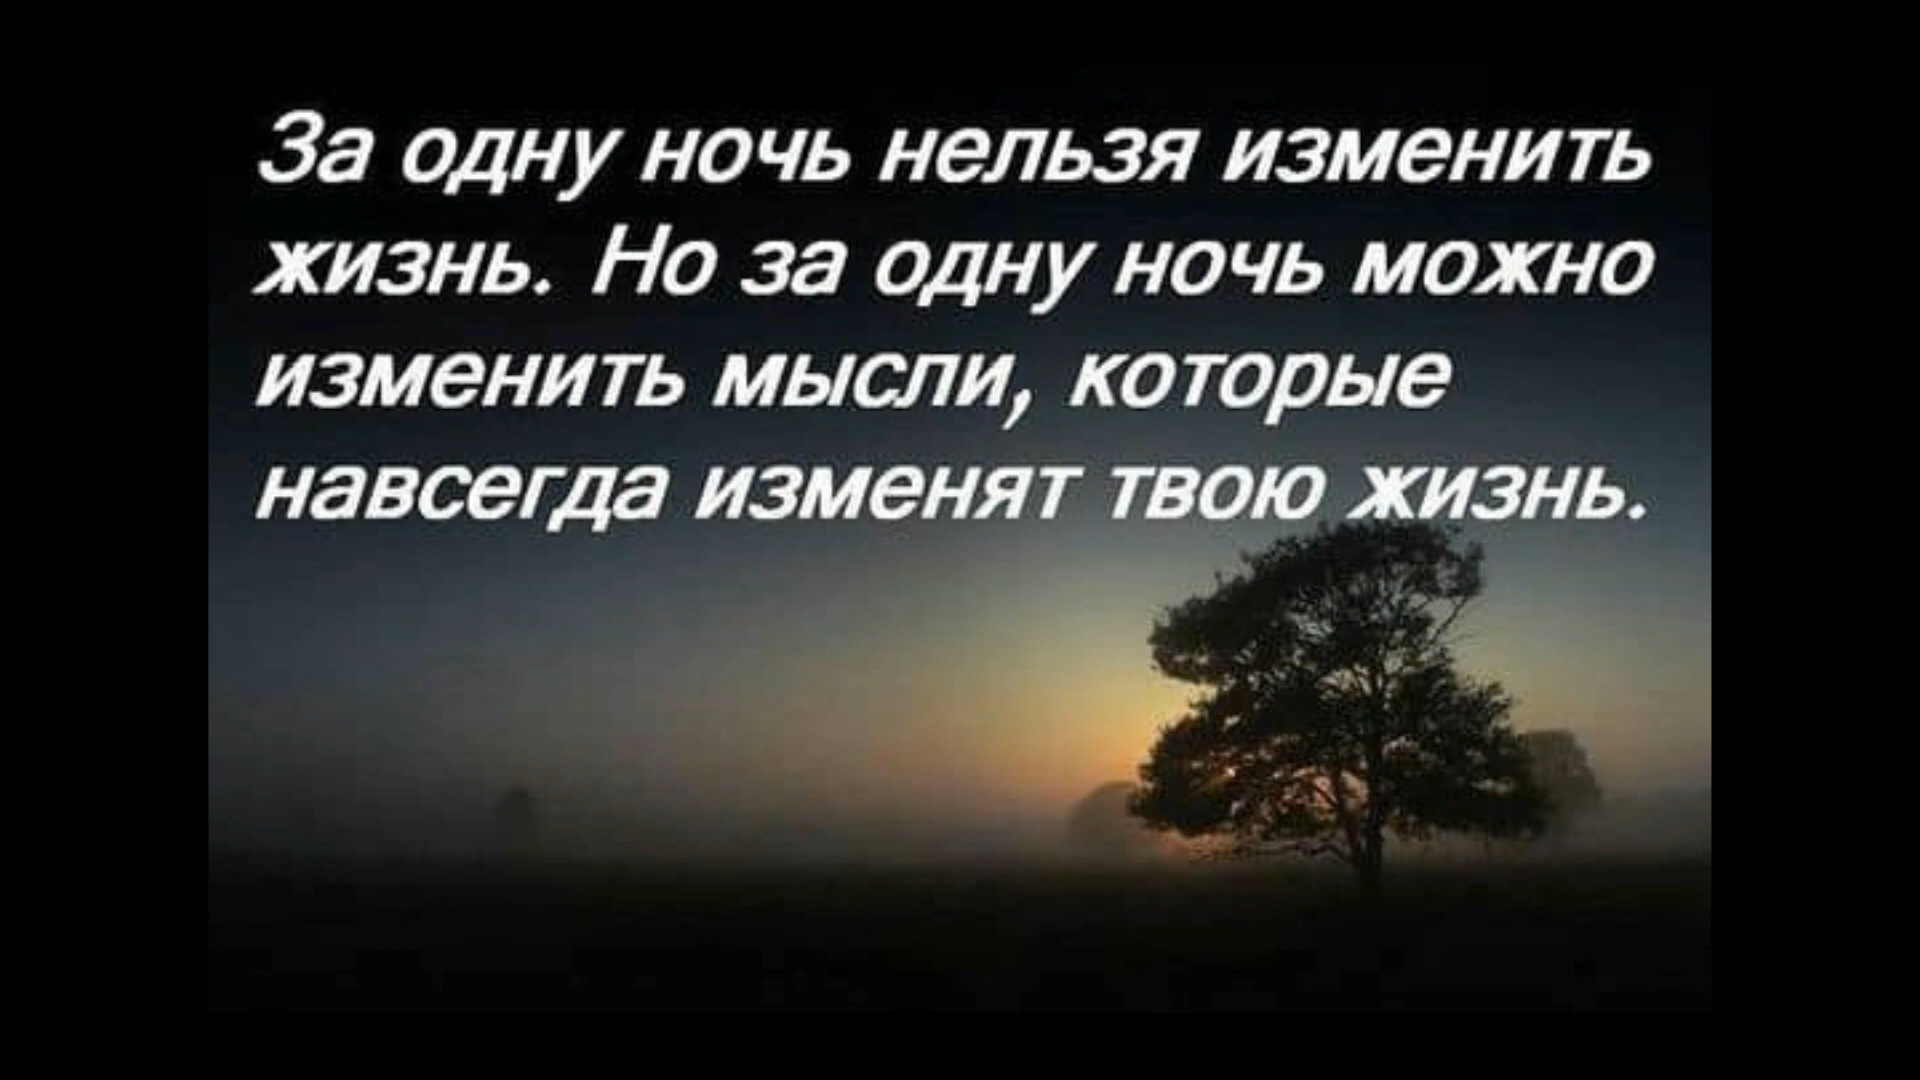 За одну ночь нельзя изменить
жизнь. Но за одну ночь можно
изменить мысли, которые
навсегда изменят твою жизнь.